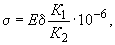 σ = Eδ K₁/K₂ · 10⁻⁶,